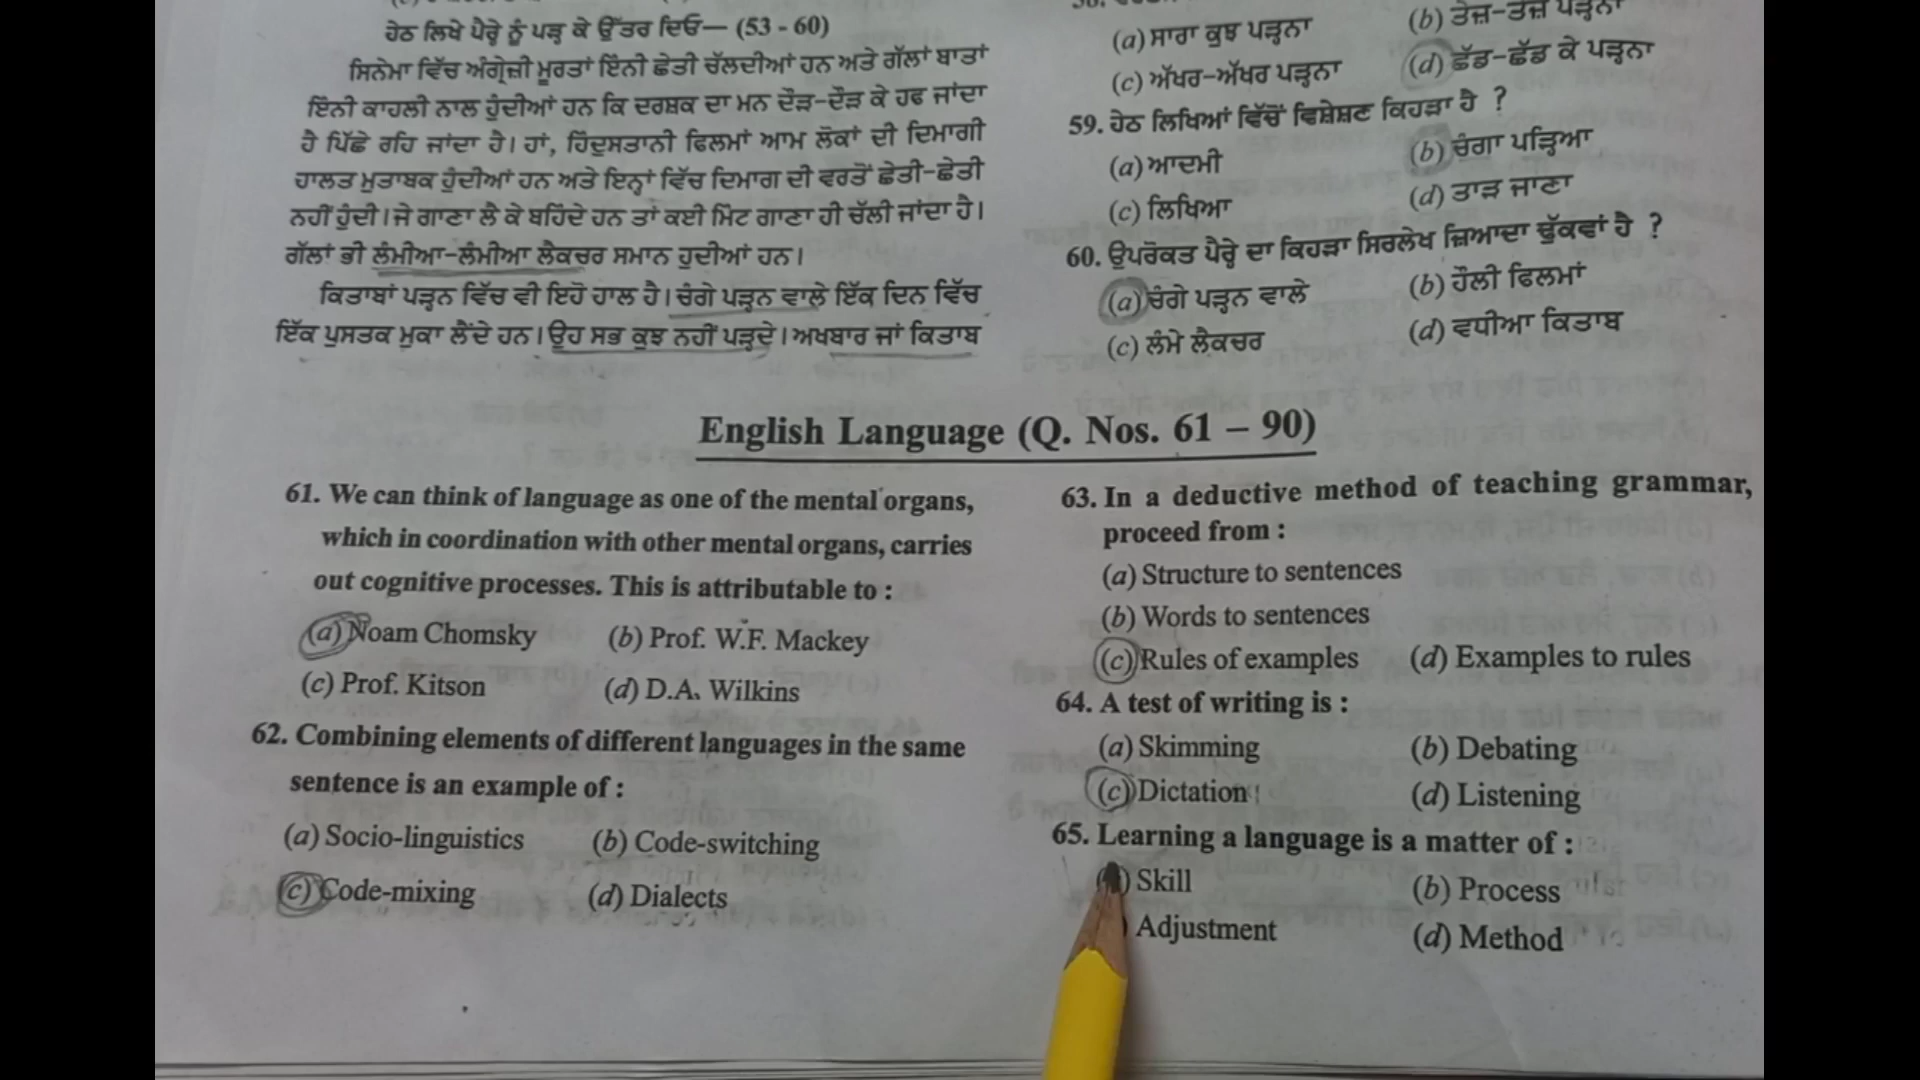 ਹੇਠ ਲਿਖੇ ਪੈਰ੍ਹੇ ਨੂੰ ਪੜ੍ਹ ਕੇ ਉੱਤਰ ਦਿਓ— (53 - 60)
ਸਿਨੇਮਾ ਵਿੱਚ ਅੰਗ੍ਰੇਜ਼ੀ ਮੂਰਤਾਂ ਇੰਨੀ ਛੇਤੀ ਚੱਲਦੀਆਂ ਹਨ ਅਤੇ ਗੱਲਾਂ ਬਾਤਾਂ
ਇੰਨੀ ਕਾਹਲੀ ਨਾਲ ਹੁੰਦੀਆਂ ਹਨ ਕਿ ਦਰਸ਼ਕ ਦਾ ਮਨ ਦੌੜ-ਦੌੜ ਕੇ ਹਫ ਜਾਂਦਾ
ਹੈ ਪਿੱਛੇ ਰਹਿ ਜਾਂਦਾ ਹੈ। ਹਾਂ, ਹਿੰਦੁਸਤਾਨੀ ਫਿਲਮਾਂ ਆਮ ਲੋਕਾਂ ਦੀ ਦਿਮਾਗੀ
ਹਾਲਤ ਮੁਤਾਬਕ ਹੁੰਦੀਆਂ ਹਨ ਅਤੇ ਇਨ੍ਹਾਂ ਵਿੱਚ ਦਿਮਾਗ ਦੀ ਵਰਤੋਂ ਛੇਤੀ-ਛੇਤੀ
ਨਹੀਂ ਹੁੰਦੀ। ਜੇ ਗਾਣਾ ਲੈ ਕੇ ਬਹਿੰਦੇ ਹਨ ਤਾਂ ਕਈ ਮਿੰਟ ਗਾਣਾ ਹੀ ਚੱਲੀ ਜਾਂਦਾ ਹੈ।
ਗੱਲਾਂ ਭੀ ਲੰਮੀਆ-ਲੰਮੀਆ ਲੈਕਚਰ ਸਮਾਨ ਹੁਦੀਆਂ ਹਨ।
ਕਿਤਾਬਾਂ ਪੜ੍ਹਨ ਵਿੱਚ ਵੀ ਇਹੋ ਹਾਲ ਹੈ। ਚੰਗੇ ਪੜ੍ਹਨ ਵਾਲੇ ਇੱਕ ਦਿਨ ਵਿੱਚ
ਇੱਕ ਪੁਸਤਕ ਮੁਕਾ ਲੈਂਦੇ ਹਨ। ਉਹ ਸਭ ਕੁਝ ਨਹੀਂ ਪੜ੍ਹਦੇ। ਅਖਬਾਰ ਜਾਂ ਕਿਤਾਬ
(a) ਸਾਰਾ ਕੁਝ ਪੜ੍ਹਨਾ
(b) ਤੇਜ਼-ਤੇਜ਼ ਪੜ੍ਹਨਾ
(c) ਅੱਖਰ-ਅੱਖਰ ਪੜ੍ਹਨਾ
(d) ਛੱਡ-ਛੱਡ ਕੇ ਪੜ੍ਹਨਾ
59. ਹੇਠ ਲਿਖਿਆਂ ਵਿੱਚੋਂ ਵਿਸ਼ੇਸ਼ਣ ਕਿਹੜਾ ਹੈ ?
(a) ਆਦਮੀ
(b) ਚੰਗਾ ਪੜ੍ਹਿਆ
(c) ਲਿਖਿਆ
(d) ਤਾੜ ਜਾਣਾ
60. ਉਪਰੋਕਤ ਪੈਰ੍ਹੇ ਦਾ ਕਿਹੜਾ ਸਿਰਲੇਖ ਜ਼ਿਆਦਾ ਢੁੱਕਵਾਂ ਹੈ ?
(a) ਚੰਗੇ ਪੜ੍ਹਨ ਵਾਲੇ
(b) ਹੌਲੀ ਫਿਲਮਾਂ
(c) ਲੰਮੇ ਲੈਕਚਰ
(d) ਵਧੀਆ ਕਿਤਾਬ
English Language (Q. Nos. 61 – 90)
61. We can think of language as one of the mental organs,
which in coordination with other mental organs, carries
out cognitive processes. This is attributable to :
(a) Noam Chomsky (b) Prof. W.F. Mackey
(c) Prof. Kitson (d) D.A. Wilkins
62. Combining elements of different languages in the same
sentence is an example of :
(a) Socio-linguistics (b) Code-switching
(c) Code-mixing (d) Dialects
63. In a deductive method of teaching grammar,
proceed from :
(a) Structure to sentences
(b) Words to sentences
(c) Rules of examples (d) Examples to rules
64. A test of writing is :
(a) Skimming (b) Debating
(c) Dictation (d) Listening
65. Learning a language is a matter of :
Skill (b) Process
Adjustment (d) Method